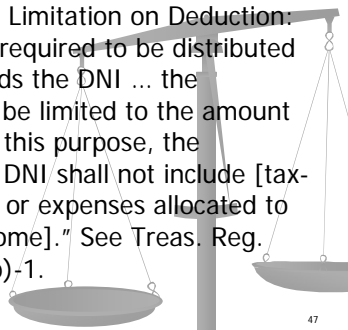 Limitation on Deduction:
required to be distributed
ds the DNI ... the
be limited to the amount
this purpose, the
DNI shall not include [tax-
or expenses allocated to
ome]." See Treas. Reg.
)-1.
47